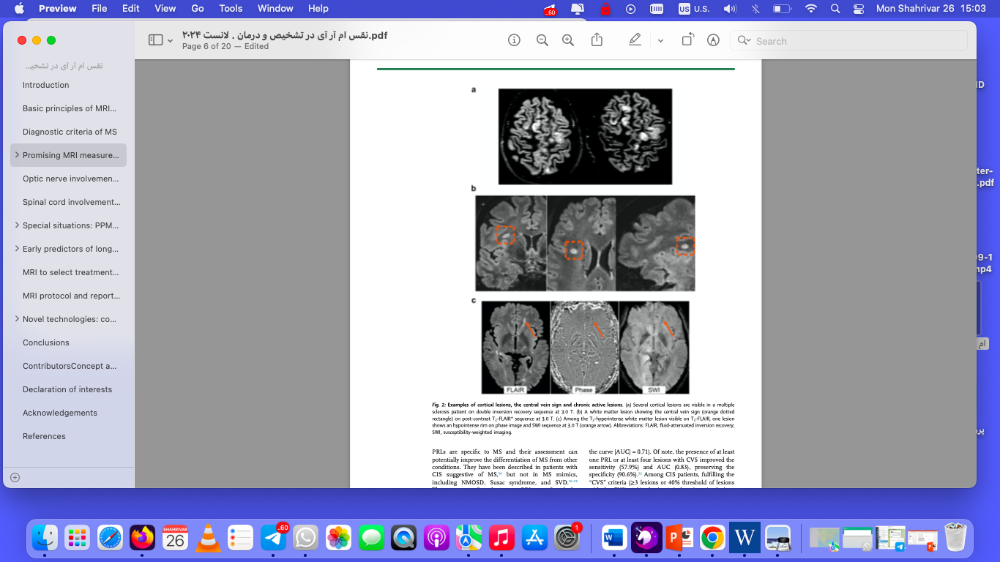 Preview File Edit View Go Tools Window Help
..60
US U.S.
Mon Shahrivar 26 15:03
نقس ام آر آی در تشخیص و درمان . لانست ۲۰۲۴.pdf
Page 6 of 20 — Edited
Search
نقس ام آر آی در تشخیـ...
Introduction
Basic principles of MRI...
Diagnostic criteria of MS
Promising MRI measure...
Optic nerve involvemen...
Spinal cord involvement...
Special situations: PPM...
Early predictors of long...
MRI to select treatment...
MRI protocol and report...
Novel technologies: co...
Conclusions
ContributorsConcept a...
Declaration of interests
Acknowledgements
References
a
b
c
FLAIR
Phase
SWI
Fig. 2: Examples of cortical lesions, the central vein sign and chronic active lesions. (a) Several cortical lesions are visible in a multiple
sclerosis patient on double inversion recovery sequence at 3.0 T. (b) A white matter lesion showing the central vein sign (orange dotted
rectangle) on post-contrast T2-FLAIR* sequence at 3.0 T. (c) Among the T2-hyperintense white matter lesion visible on T2-FLAIR, one lesion
shows an hypointense rim on phase image and SWI sequence at 3.0 T (orange arrow). Abbreviations: FLAIR, fluid-attenuated inversion recovery;
SWI, susceptibility-weighted imaging.
PRLs are specific to MS and their assessment can
potentially improve the differentiation of MS from other
conditions. They have been described in patients with
CIS suggestive of MS, but not in MS mimics,
including NMOSD, Susac syndrome, and SVD.
the curve [AUC] = 0.71). Of note, the presence of at least
one PRL or at least four lesions with CVS improved the
sensitivity (57.9%) and AUC (0.83), preserving the
specificity (90.6%). Among CIS patients, fulfilling the
"CVS" criteria (≥3 lesions or 40% threshold of lesions
ter-
.pdf
09-1
np4
ام
SHAHRIVAR
26
..60
1
W
P
W